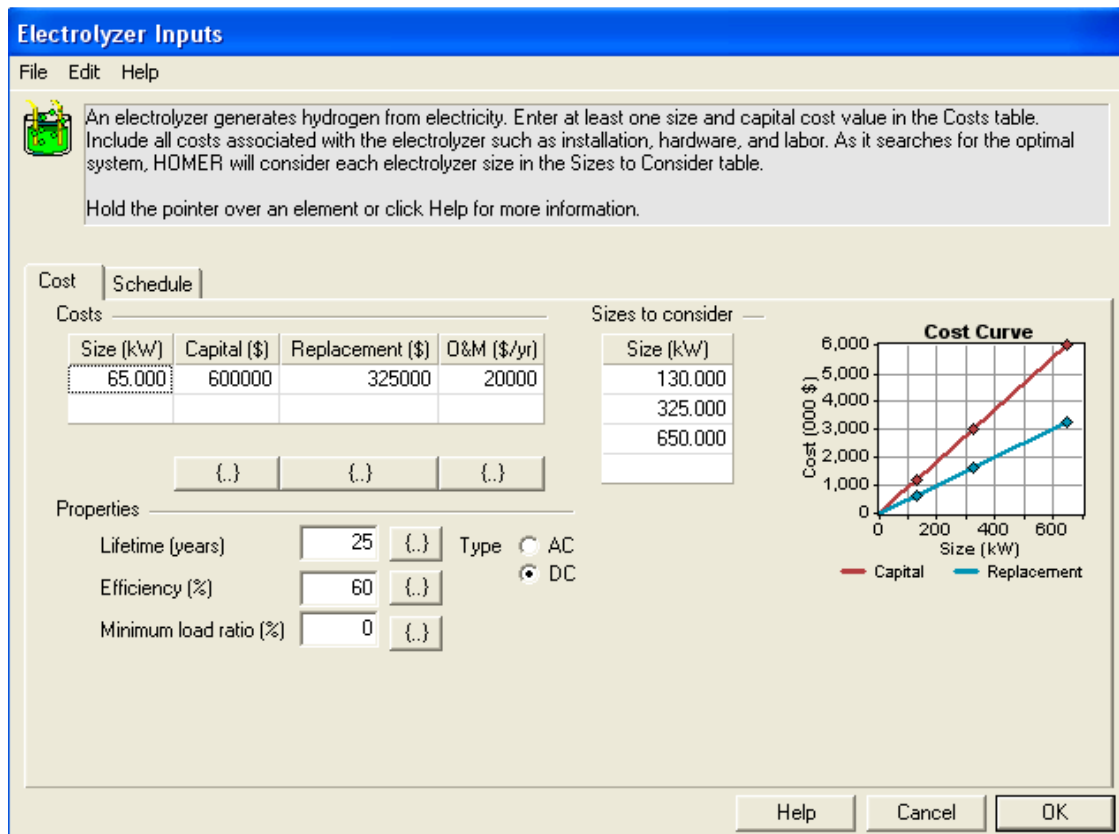 Electrolyzer Inputs
File Edit Help
An electrolyzer generates hydrogen from electricity. Enter at least one size and capital cost value in the Costs table.
Include all costs associated with the electrolyzer such as installation, hardware, and labor. As it searches for the optimal
system, HOMER will consider each electrolyzer size in the Sizes to Consider table.
Hold the pointer over an element or click Help for more information.
Cost Schedule
Costs
Size (kW) Capital ($) Replacement ($) O&M ($/yr)
65.000 600000 325000 20000
{..} {..} {..}
Sizes to consider
Size (kW)
130.000
325.000
650.000
Cost Curve
Cost (000 $)
6,000
5,000
4,000
3,000
2,000
1,000
0
0 200 400 600
Size (kW)
Capital Replacement
Properties
Lifetime (years) 25 {..} Type AC
DC
Efficiency (%) 60 {..}
Minimum load ratio (%) 0 {..}
Help Cancel OK